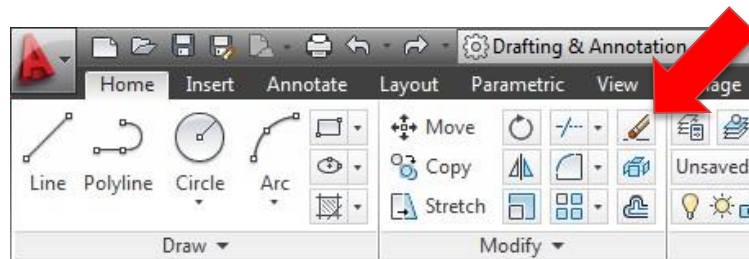 Drafting & Annotation
Home Insert Annotate Layout Parametric View
Line Polyline Circle Arc
Move
Copy
Stretch
Unsaved
Draw
Modify